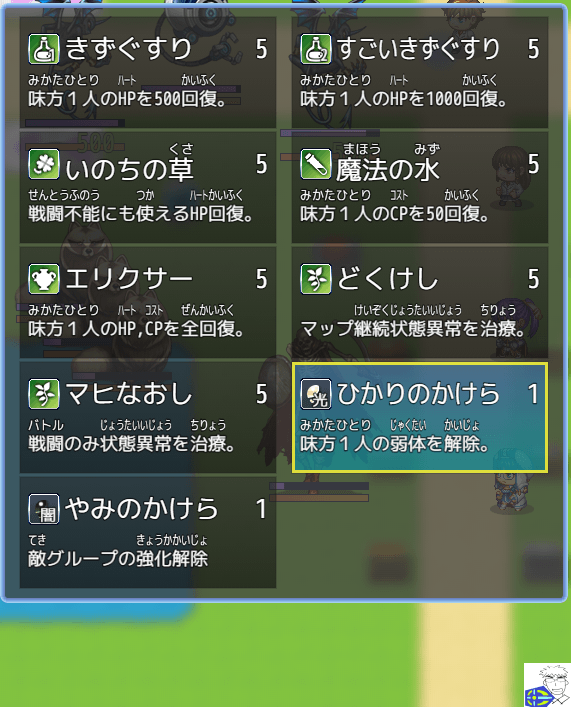 きずぐすり 5
みかたひとり ハート かいふく
味方１人のHPを500回復。
すごいきずぐすり 5
みかたひとり ハート かいふく
味方１人のHPを1000回復。
くさ
いのちの草 5
せんとうふのう つか ハートかいふく
戦闘不能にも使えるHP回復。
まほう みず
魔法の水 5
みかたひとり コスト かいふく
味方１人のCPを50回復。
エリクサー 5
みかたひとり ハート コスト ぜんかいふく
味方１人のHP,CPを全回復。
どくけし 5
けいぞくじょうたいいじょう ちりょう
マップ継続状態異常を治療。
マヒなおし 5
バトル じょうたいいじょう ちりょう
戦闘のみ状態異常を治療。
光
ひかりのかけら 1
みかたひとり じゃくたい かいじょ
味方１人の弱体を解除。
闇
やみのかけら 1
てき きょうかかいじょ
敵グループの強化解除